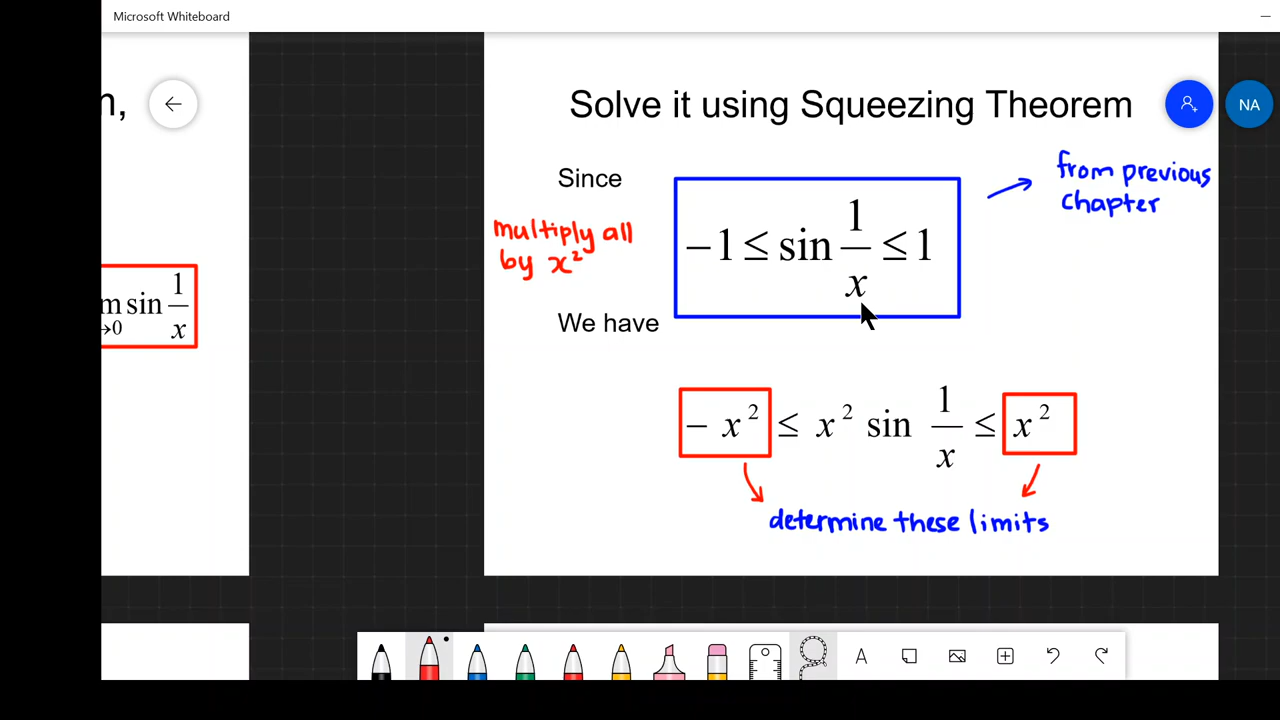 Microsoft Whiteboard
m,
m sin 1/x
→0
Solve it using Squeezing Theorem
NA
Since
from previous
chapter
multiply all
by x²
−1 ≤ sin 1/x ≤ 1
We have
− x² ≤ x² sin 1/x ≤ x²
determine these limits
A